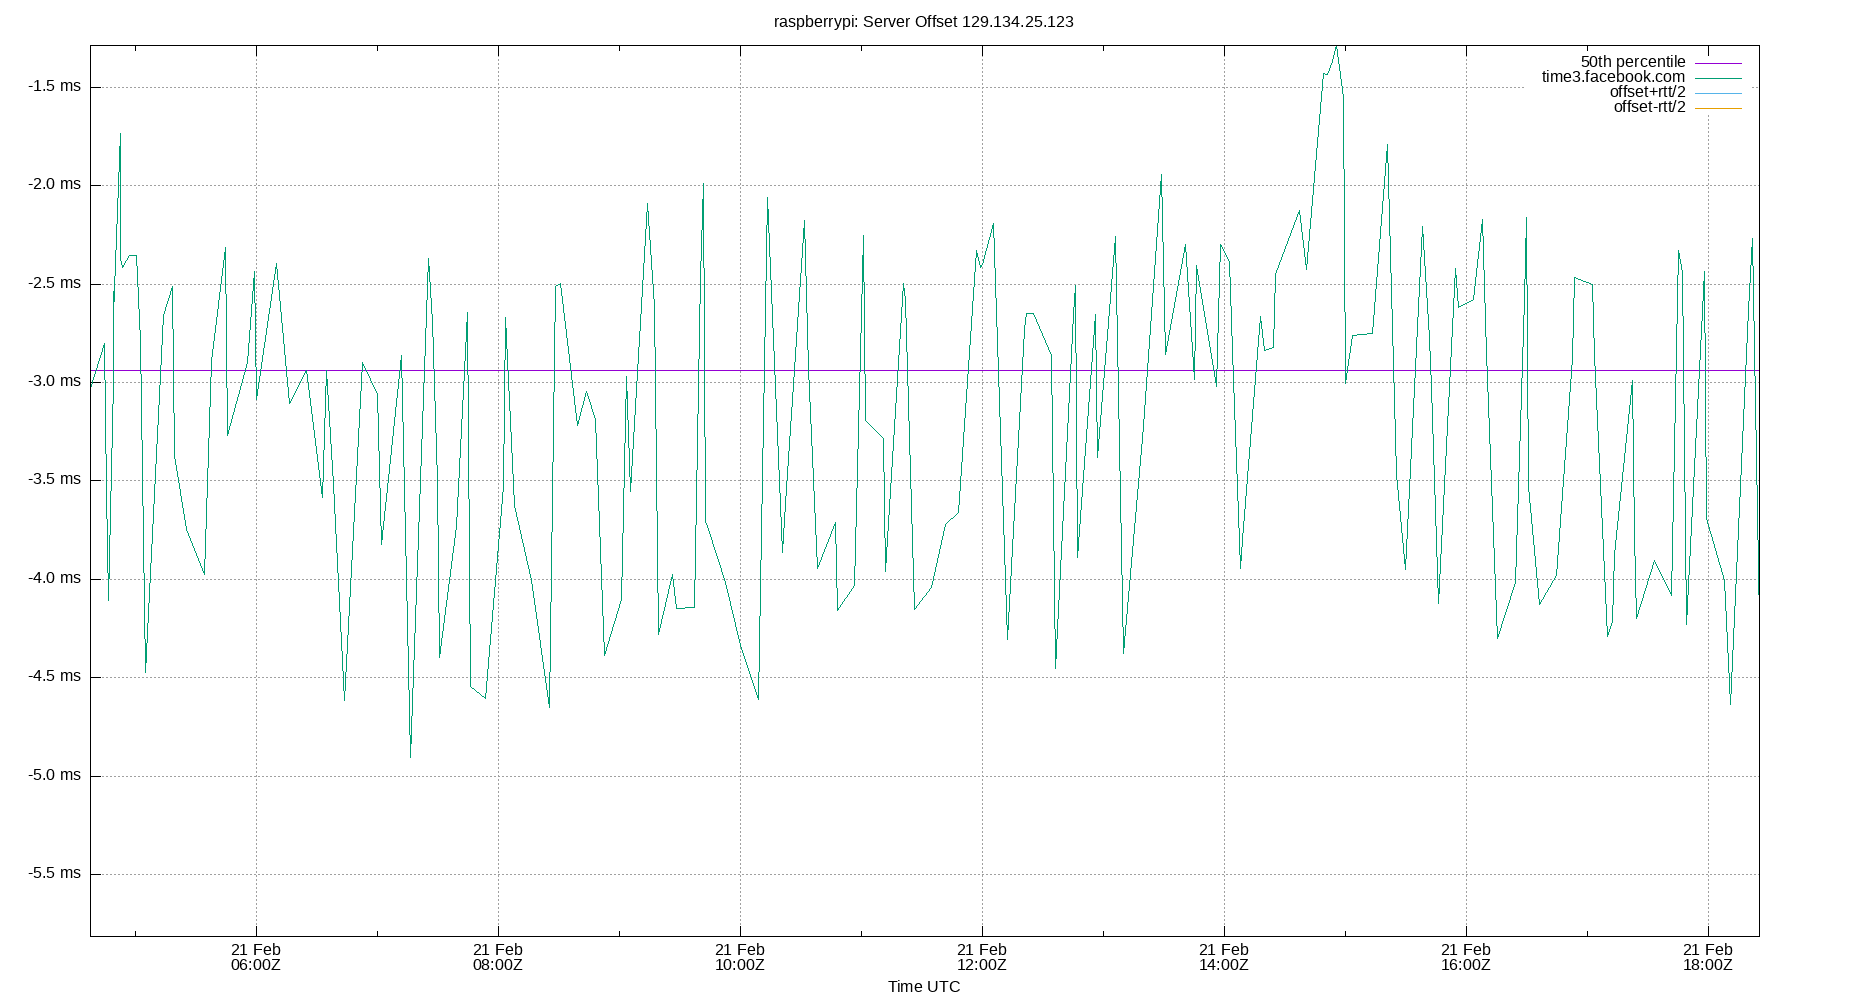 raspberrypi: Server Offset 129.134.25.123
50th percentile
time3.facebook.com
offset+rtt/2
offset-rtt/2
-1.5 ms
-2.0 ms
-2.5 ms
-3.0 ms
-3.5 ms
-4.0 ms
-4.5 ms
-5.0 ms
-5.5 ms
21 Feb 21 Feb 21 Feb 21 Feb 21 Feb 21 Feb 21 Feb
06:00Z 08:00Z 10:00Z 12:00Z 14:00Z 16:00Z 18:00Z
Time UTC